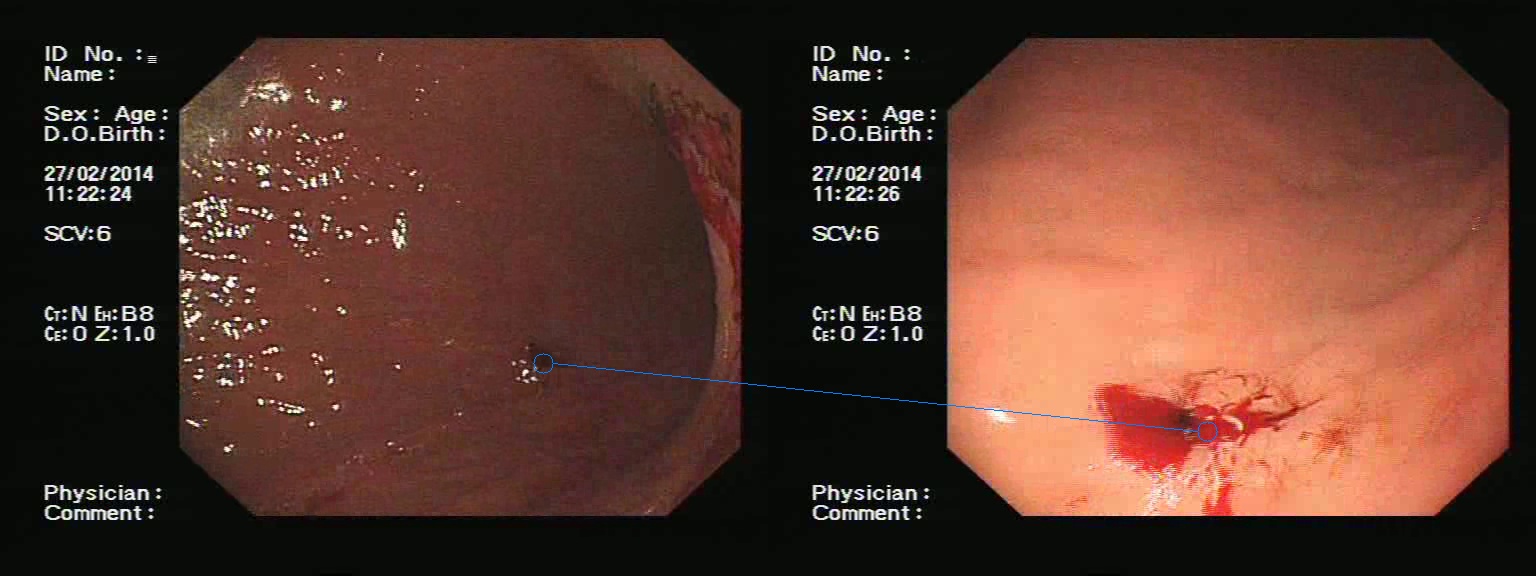 ID No. :
Name :
Sex : Age :
D.O.Birth :
27/02/2014
11:22:24
SCV:6
CT:N EH:B8
CE:0 Z:1.0
Physician :
Comment :
ID No. :
Name :
Sex : Age :
D.O.Birth :
27/02/2014
11:22:26
SCV:6
CT:N EH:B8
CE:0 Z:1.0
Physician :
Comment :